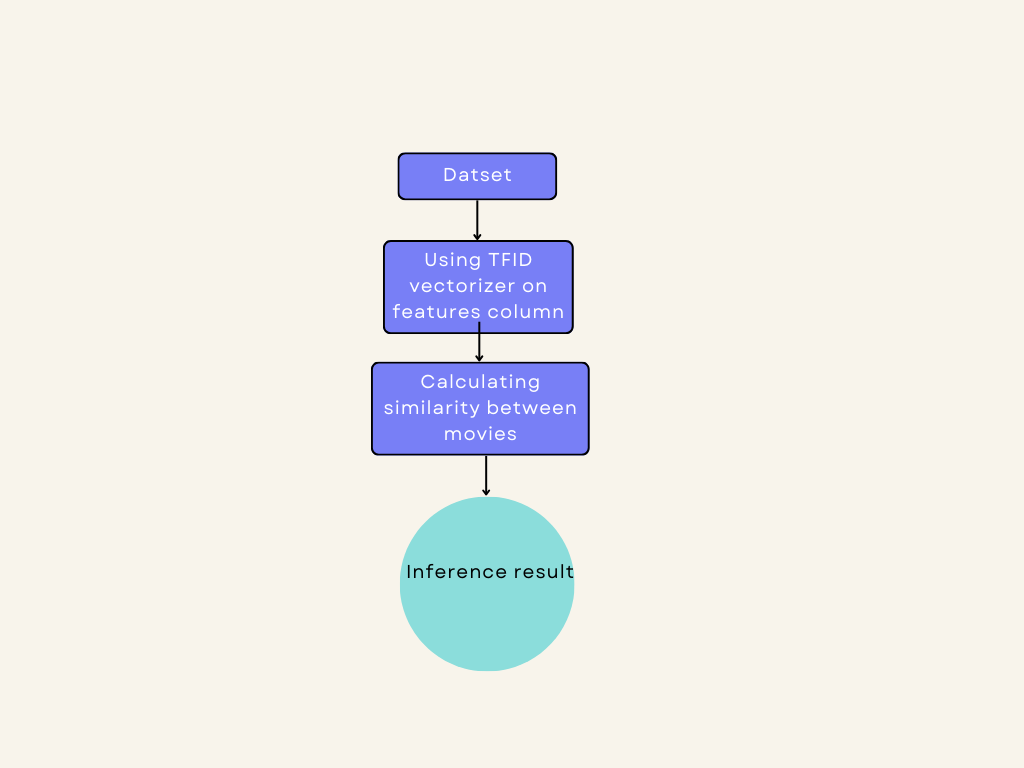 Datset
Using TFID
vectorizer on
features column
Calculating
similarity between
movies
Inference result